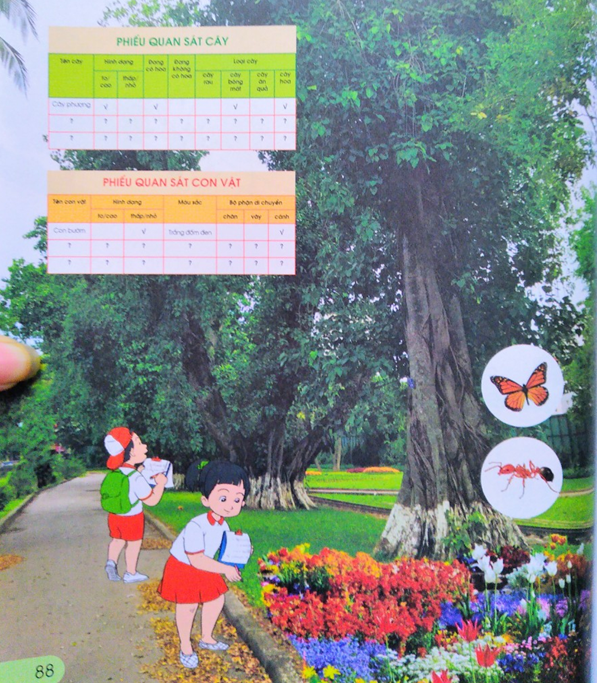 PHIẾU QUAN SÁT CÂY
Tên cây Hình dạng Đang có hoa Đang không có hoa Loại cây
to/cao thấp/nhỏ cây rau cây bóng mát cây ăn quả cây hoa
Cây phượng √ √ √ √
? ? ? ? ? ? ? ? ?
? ? ? ? ? ? ? ? ?
PHIẾU QUAN SÁT CON VẬT
Tên con vật Hình dạng Màu sắc Bộ phận di chuyển
to/cao thấp/nhỏ chân vây cánh
Con bướm √ Trắng đốm đen √
? ? ? ? ? ? ?
? ? ? ? ? ? ?
88